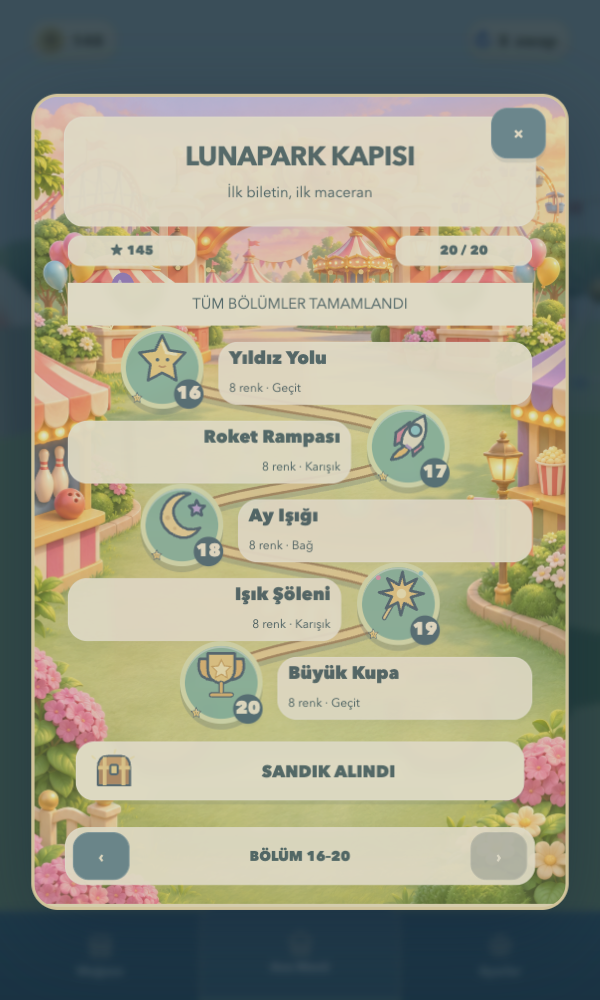 LUNAPARK KAPISI
×
İlk biletin, ilk maceran
★ 145
20 / 20
TÜM BÖLÜMLER TAMAMLANDI
Yıldız Yolu
16
8 renk · Geçit
Roket Rampası
8 renk · Karışık
17
Ay Işığı
18
8 renk · Bağ
Işık Şöleni
8 renk · Karışık
19
Büyük Kupa
20
8 renk · Geçit
SANDIK ALINDI
‹ BÖLÜM 16–20 ›